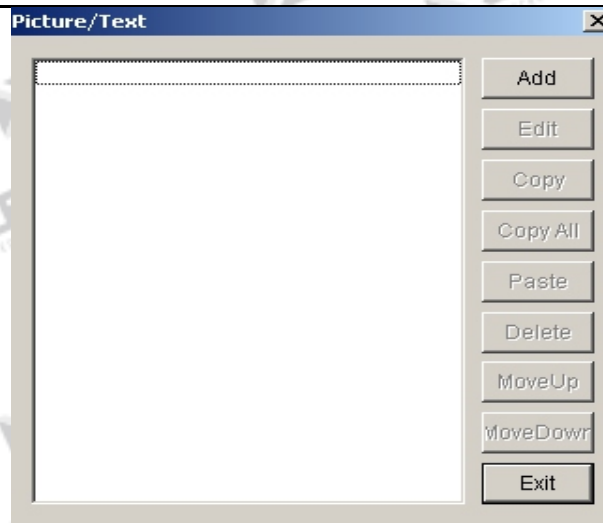 Picture/Text
Add
Edit
Copy
Copy All
Paste
Delete
MoveUp
MoveDowr
Exit